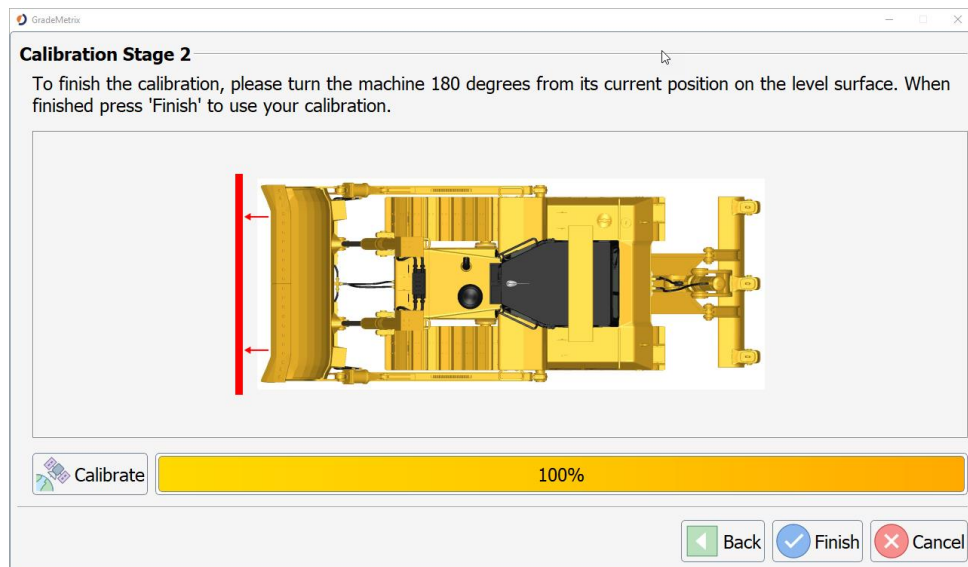 GradeMetrix
Calibration Stage 2
To finish the calibration, please turn the machine 180 degrees from its current position on the level surface. When
finished press 'Finish' to use your calibration.
Calibrate
100%
Back
Finish
Cancel